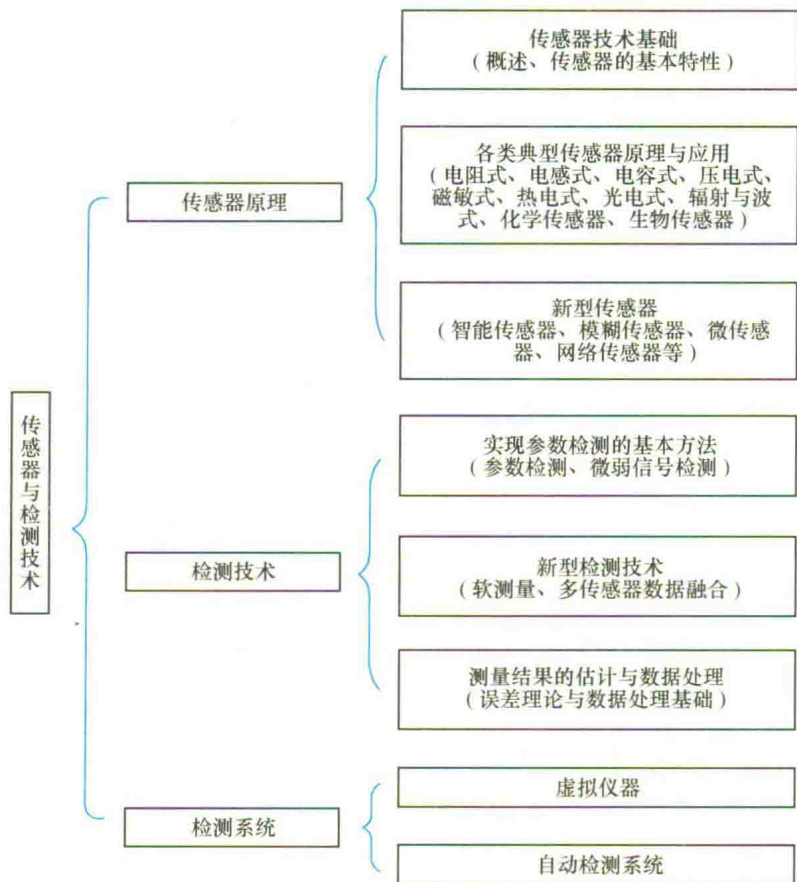 传感器与检测技术
传感器原理
传感器技术基础
（概述、传感器的基本特性）
各类典型传感器原理与应用
（电阻式、电感式、电容式、压电式、
磁敏式、热电式、光电式、辐射与波
式、化学传感器、生物传感器）
新型传感器
（智能传感器、模糊传感器、微传感
器、网络传感器等）
检测技术
实现参数检测的基本方法
（参数检测、微弱信号检测）
新型检测技术
（软测量、多传感器数据融合）
测量结果的估计与数据处理
（误差理论与数据处理基础）
检测系统
虚拟仪器
自动检测系统